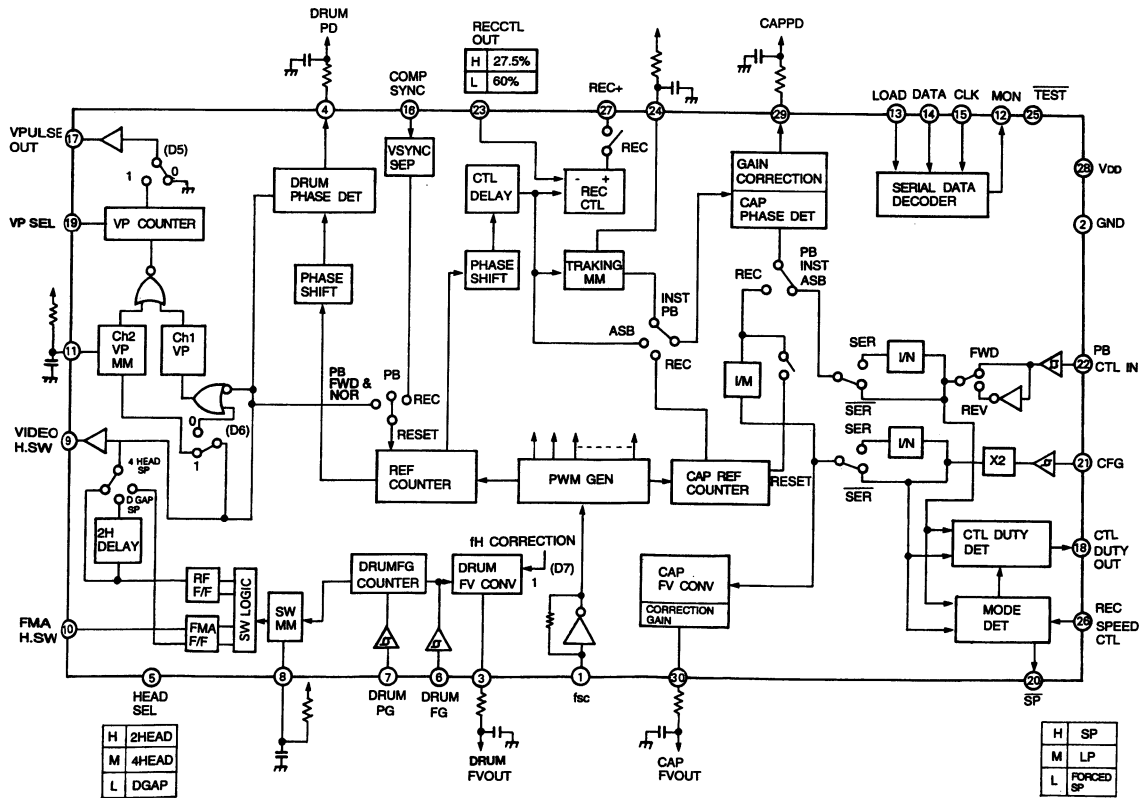 DRUM
PD
RECCTL
OUT
H 27.5%
L 60%
CAPPD
COMP
SYNC
REC+
LOAD DATA CLK MON TEST
4
16
23
27
24
29
13
14
15
12
25
VPULSE
OUT
17
(D5)
1
0
VSYNC
SEP
REC
DRUM
PHASE DET
CTL
DELAY
- +
REC
CTL
GAIN
CORRECTION
CAP
PHASE DET
SERIAL DATA
DECODER
28
VDD
VP SEL
19
VP COUNTER
2
GND
PHASE
SHIFT
PHASE
SHIFT
TRAKING
MM
PB
INST
ASB
REC
INST
PB
ASB
REC
11
Ch2
VP
MM
Ch1
VP
I/M
SER
I/N
SER
FWD
REV
22
PB
CTL IN
PB
FWD &
NOR
PB
REC
RESET
VIDEO
H.SW
9
0
(D6)
1
SER
I/N
SER
X2
21
CFG
4 HEAD
SP
D GAP
SP
REF
COUNTER
PWM GEN
CAP REF
COUNTER
RESET
2H
DELAY
CTL DUTY
DET
18
CTL
DUTY
OUT
fH CORRECTION
(D7)
1
RF
F/F
SW LOGIC
DRUMFG
COUNTER
DRUM
FV CONV
CAP
FV CONV
CORRECTION
GAIN
FMA
H.SW
10
FMA
F/F
SW
MM
MODE
DET
26
REC
SPEED
CTL
5
8
7
6
3
1
30
20
HEAD
SEL
DRUM
PG
DRUM
FG
fsc
SP
H 2HEAD
M 4HEAD
L DGAP
DRUM
FVOUT
CAP
FVOUT
H SP
M LP
L FORCED
SP